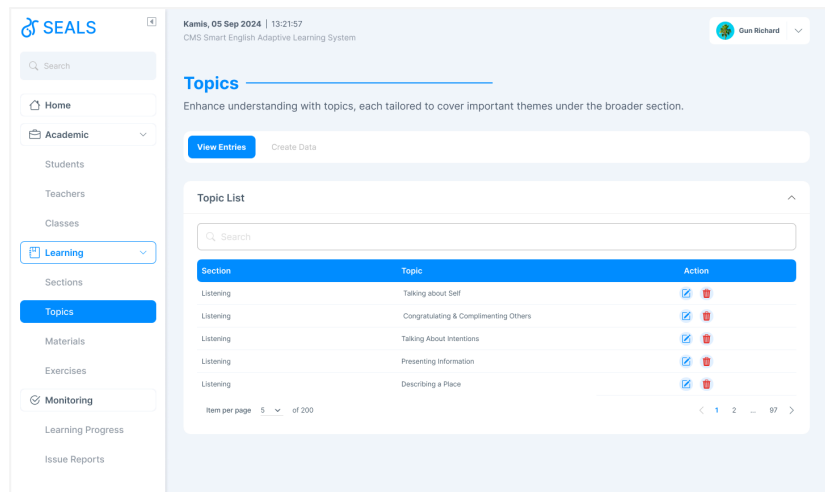 SEALS
Search
Home
Academic
Students
Teachers
Classes
Learning
Sections
Topics
Materials
Exercises
Monitoring
Learning Progress
Issue Reports
Kamis, 05 Sep 2024 | 13:21:57
CMS Smart English Adaptive Learning System
Gun Richard
Topics
Enhance understanding with topics, each tailored to cover important themes under the broader section.
View Entries Create Data
Topic List
Search
Section Topic Action
Listening Talking about Self
Listening Congratulating & Complimenting Others
Listening Talking About Intentions
Listening Presenting Information
Listening Describing a Place
Item per page 5 of 200 < 1 2 ... 97 >